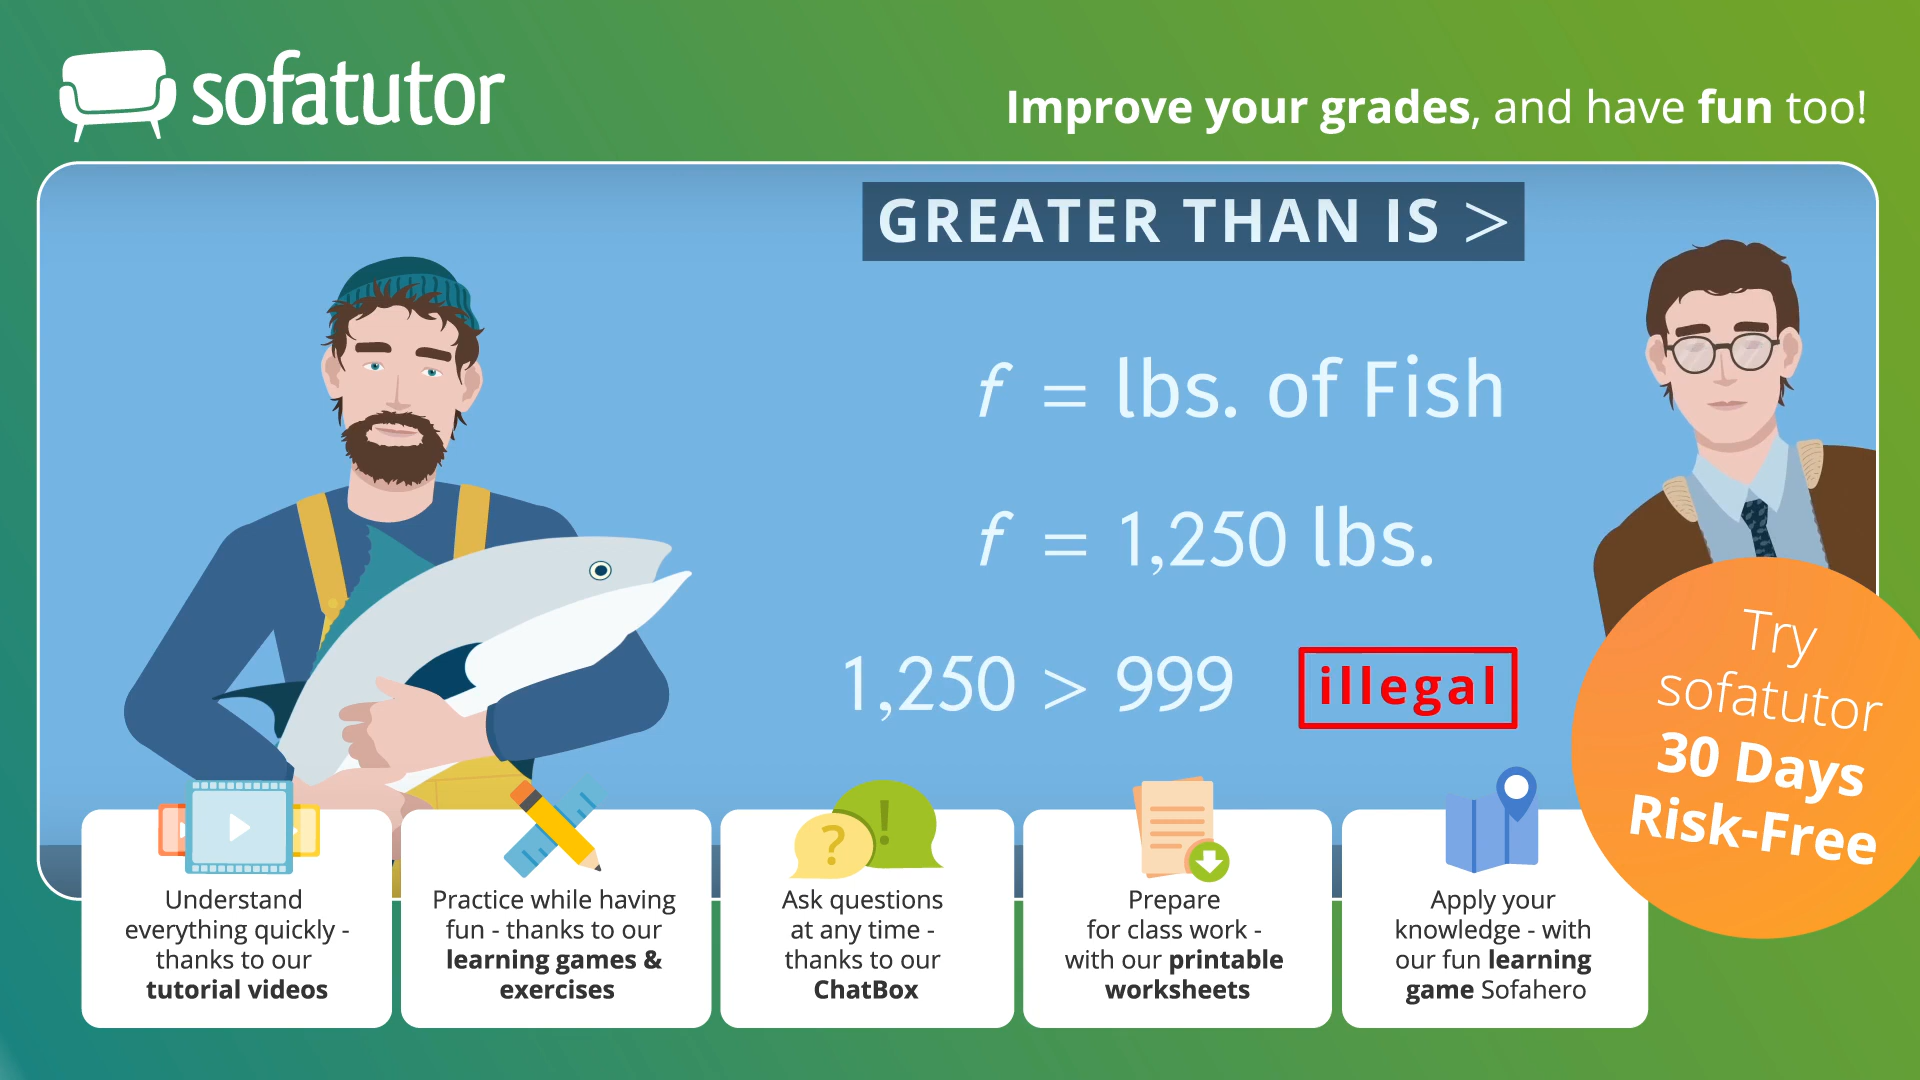 sofatutor
Improve your grades, and have fun too!
GREATER THAN IS >
f = lbs. of Fish
f = 1,250 lbs.
1,250 > 999 illegal
Try
sofatutor
30 Days
Risk-Free
?
!
Understand
everything quickly -
thanks to our
tutorial videos
Practice while having
fun - thanks to our
learning games &
exercises
Ask questions
at any time -
thanks to our
ChatBox
Prepare
for class work -
with our printable
worksheets
Apply your
knowledge - with
our fun learning
game Sofahero